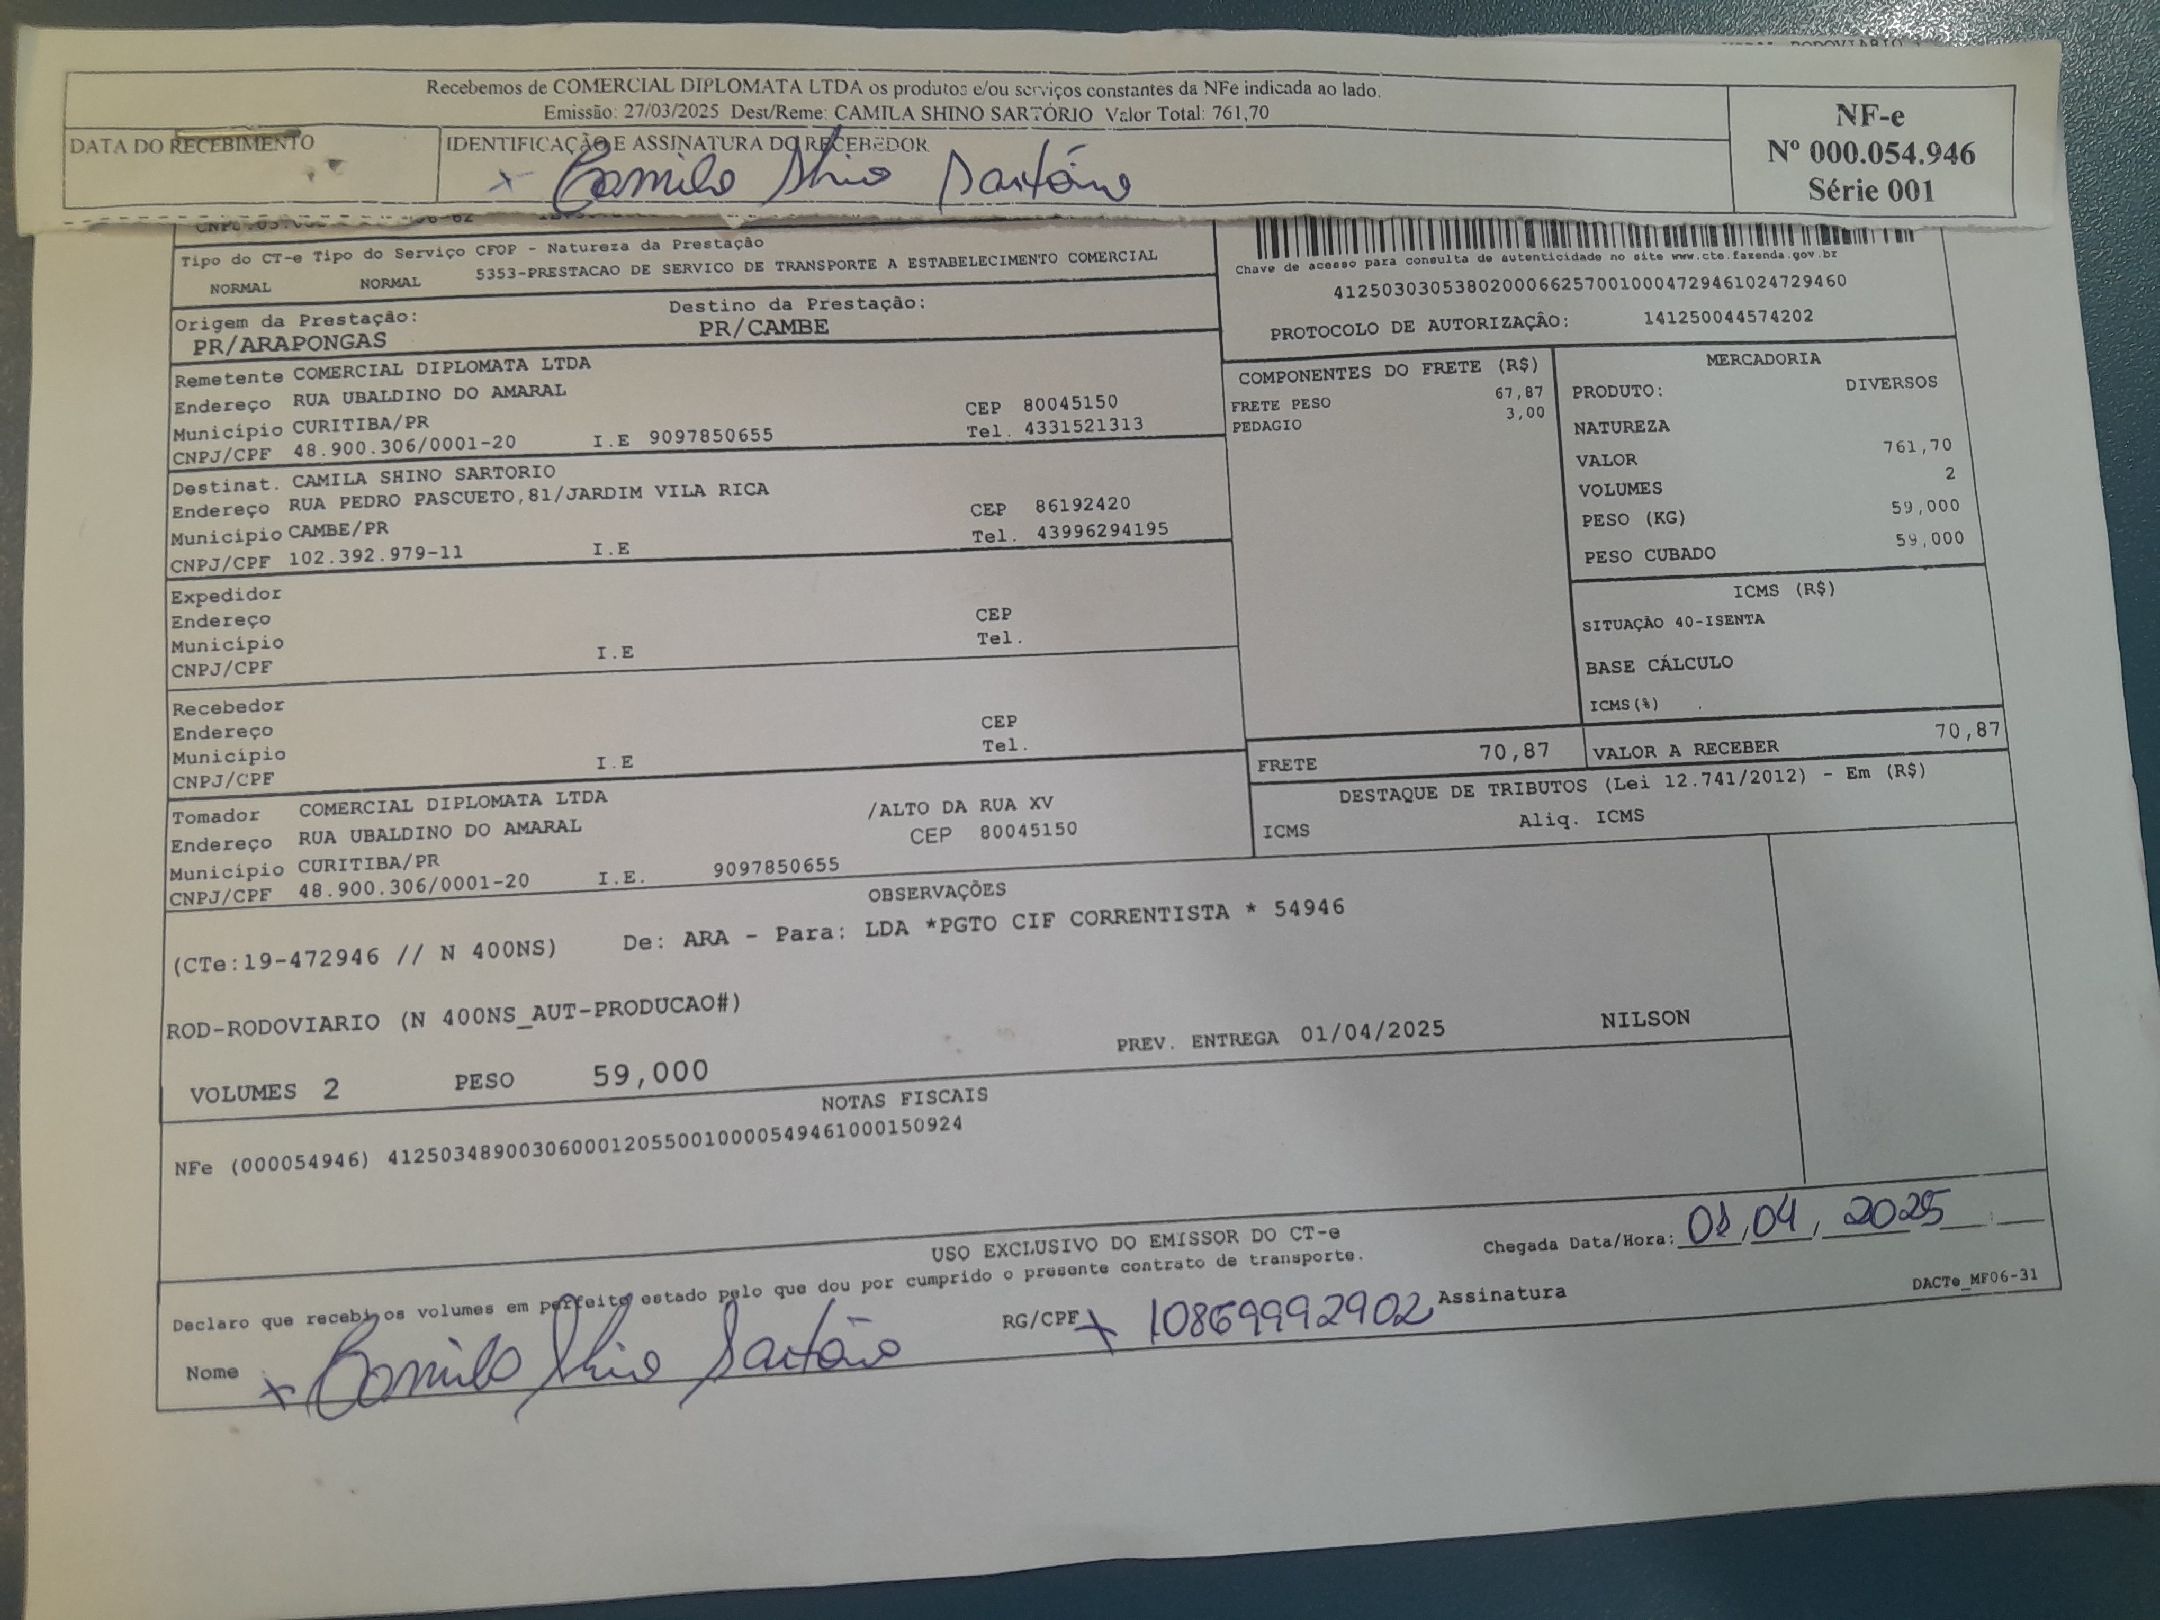 Recebemos de COMERCIAL DIPLOMATA LTDA os produtos e/ou serviços constantes da NFe indicada ao lado.
Emissão: 27/03/2025 Dest/Reme: CAMILA SHINO SARTÓRIO Valor Total: 761,70
DATA DO RECEBIMENTO
IDENTIFICAÇÃO E ASSINATURA DO RECEBEDOR
x Camila Shino Sartório
NF-e
Nº 000.054.946
Série 001
Tipo do CT-e Tipo do Serviço CFOP - Natureza da Prestação
NORMAL NORMAL 5353-PRESTACAO DE SERVICO DE TRANSPORTE A ESTABELECIMENTO COMERCIAL
Chave de acesso para consulta de autenticidade no site www.cte.fazenda.gov.br
41250303053802000662570010004729461024729460
PROTOCOLO DE AUTORIZAÇÃO: 141250044574202
Origem da Prestação: Destino da Prestação:
PR/ARAPONGAS PR/CAMBE
Remetente COMERCIAL DIPLOMATA LTDA
Endereço RUA UBALDINO DO AMARAL CEP 80045150
Município CURITIBA/PR Tel. 4331521313
CNPJ/CPF 48.900.306/0001-20 I.E 9097850655
Destinat. CAMILA SHINO SARTORIO
Endereço RUA PEDRO PASCUETO,81/JARDIM VILA RICA CEP 86192420
Município CAMBE/PR Tel. 43996294195
CNPJ/CPF 102.392.979-11 I.E
Expedidor
Endereço CEP
Município Tel.
CNPJ/CPF I.E
Recebedor
Endereço CEP
Município Tel.
CNPJ/CPF I.E
Tomador COMERCIAL DIPLOMATA LTDA /ALTO DA RUA XV
Endereço RUA UBALDINO DO AMARAL CEP 80045150
Município CURITIBA/PR
CNPJ/CPF 48.900.306/0001-20 I.E. 9097850655
COMPONENTES DO FRETE (R$)
FRETE PESO 67,87
PEDAGIO 3,00
MERCADORIA
PRODUTO: DIVERSOS
NATUREZA
VALOR 761,70
VOLUMES 2
PESO (KG) 59,000
PESO CUBADO 59,000
ICMS (R$)
SITUAÇÃO 40-ISENTA
BASE CÁLCULO
ICMS(%) .
FRETE 70,87 VALOR A RECEBER 70,87
DESTAQUE DE TRIBUTOS (Lei 12.741/2012) - Em (R$)
ICMS Aliq. ICMS
OBSERVAÇÕES
(CTe:19-472946 // N 400NS) De: ARA - Para: LDA *PGTO CIF CORRENTISTA * 54946
ROD-RODOVIARIO (N 400NS_AUT-PRODUCAO#)
PREV. ENTREGA 01/04/2025 NILSON
VOLUMES 2 PESO 59,000
NOTAS FISCAIS
NFe (000054946) 41250348900306000120550010000549461000150924
USO EXCLUSIVO DO EMISSOR DO CT-e
Chegada Data/Hora: 01,04,2025
Declaro que recebi os volumes em perfeito estado pelo que dou por cumprido o presente contrato de transporte.
DACTe_MF06-31
Nome x Camila Shino Sartório RG/CPF x 10869992902 Assinatura